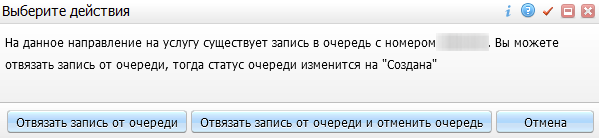 Выберите действия
На данное направление на услугу существует запись в очередь с номером . Вы можете
отвязать запись от очереди, тогда статус очереди изменится на "Создана"
Отвязать запись от очереди Отвязать запись от очереди и отменить очередь Отмена